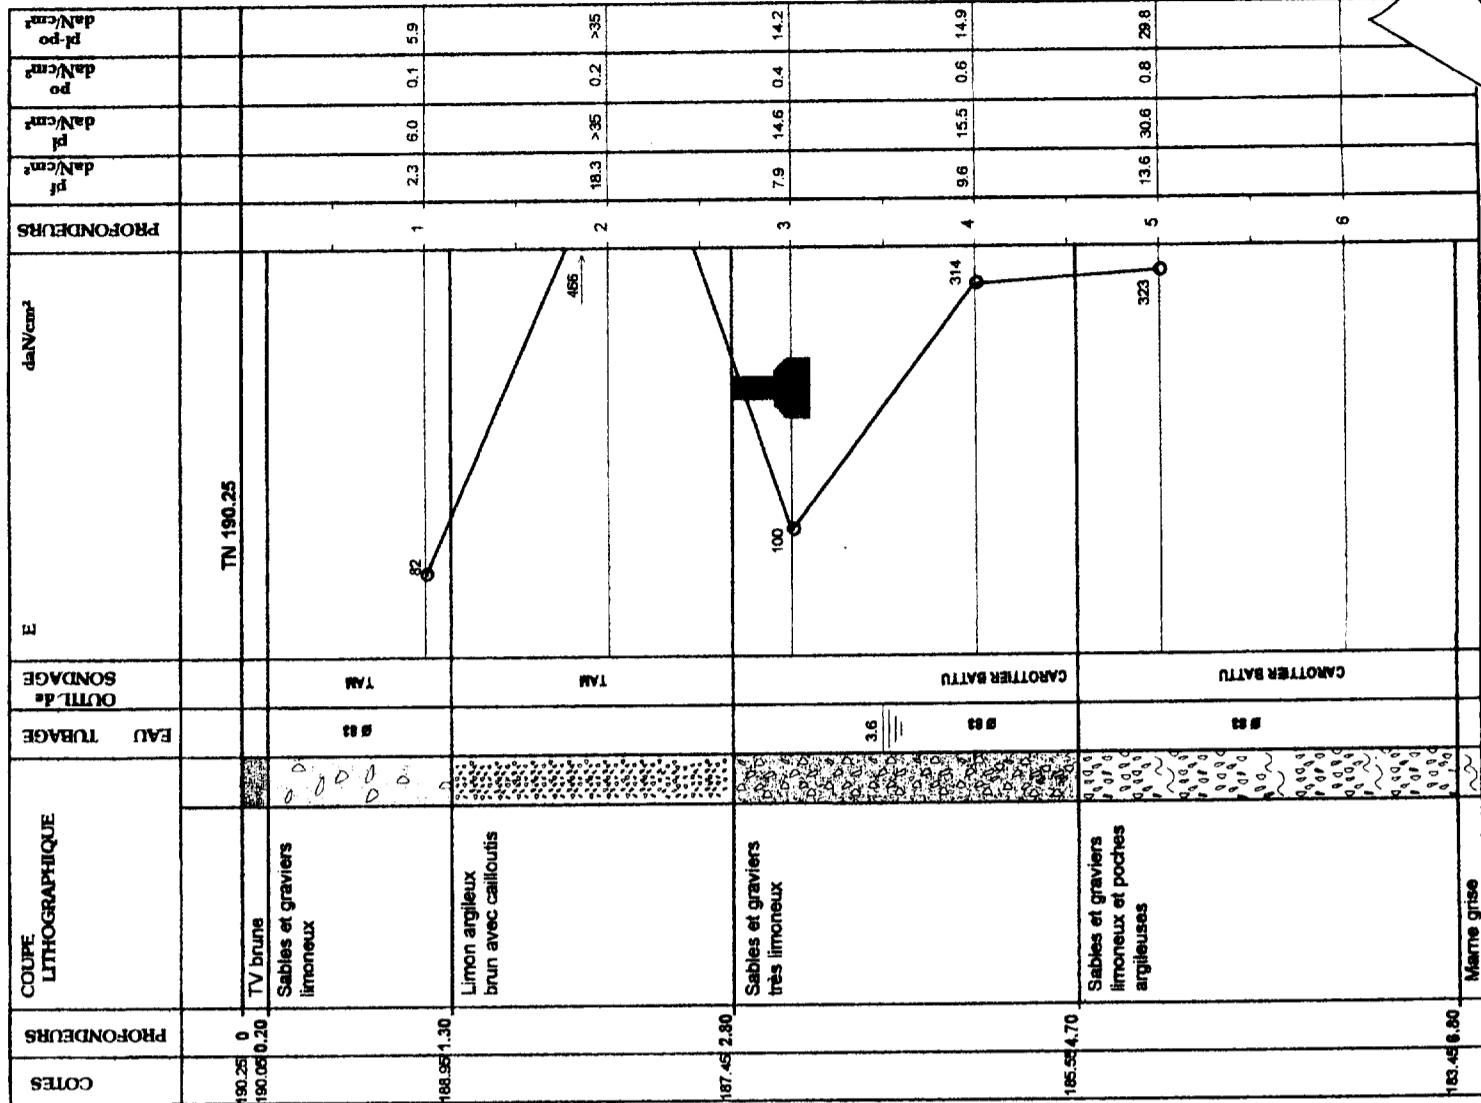 COTES
PROFONDEURS
COUPE
LITHOGRAPHIQUE
EAU TUBAGE
OUTIL de
SONDAGE
E daN/cm²
PROFONDEURS
pf
daN/cm²
pl
daN/cm²
po
daN/cm²
pl-po
daN/cm²
TN 190.25
190.25 0
190.05 0.20
TV brune
Sables et graviers
limoneux
Ø 63
TAM
82
1 2.3 6.0 0.1 5.9
188.95 1.30
Limon argileux
brun avec cailloutis
TAM
466
2 18.3 >35 0.2 >35
187.45 2.80
Sables et graviers
très limoneux
3.6
Ø 63
CAROTTIER BATTU
100
3 7.9 14.6 0.4 14.2
314
4 9.6 15.5 0.6 14.9
185.55 4.70
Sables et graviers
limoneux et poches
argileuses
Ø 63
CAROTTIER BATTU
323
5 13.6 30.6 0.8 29.8
6
183.45 6.80
Marne grise